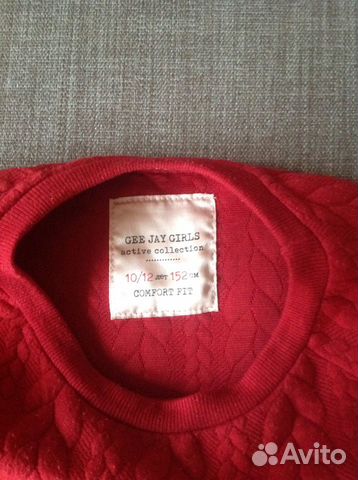 GEE JAY GIRLS
active collection
10/12 лет 152 см
COMFORT FIT
Avito